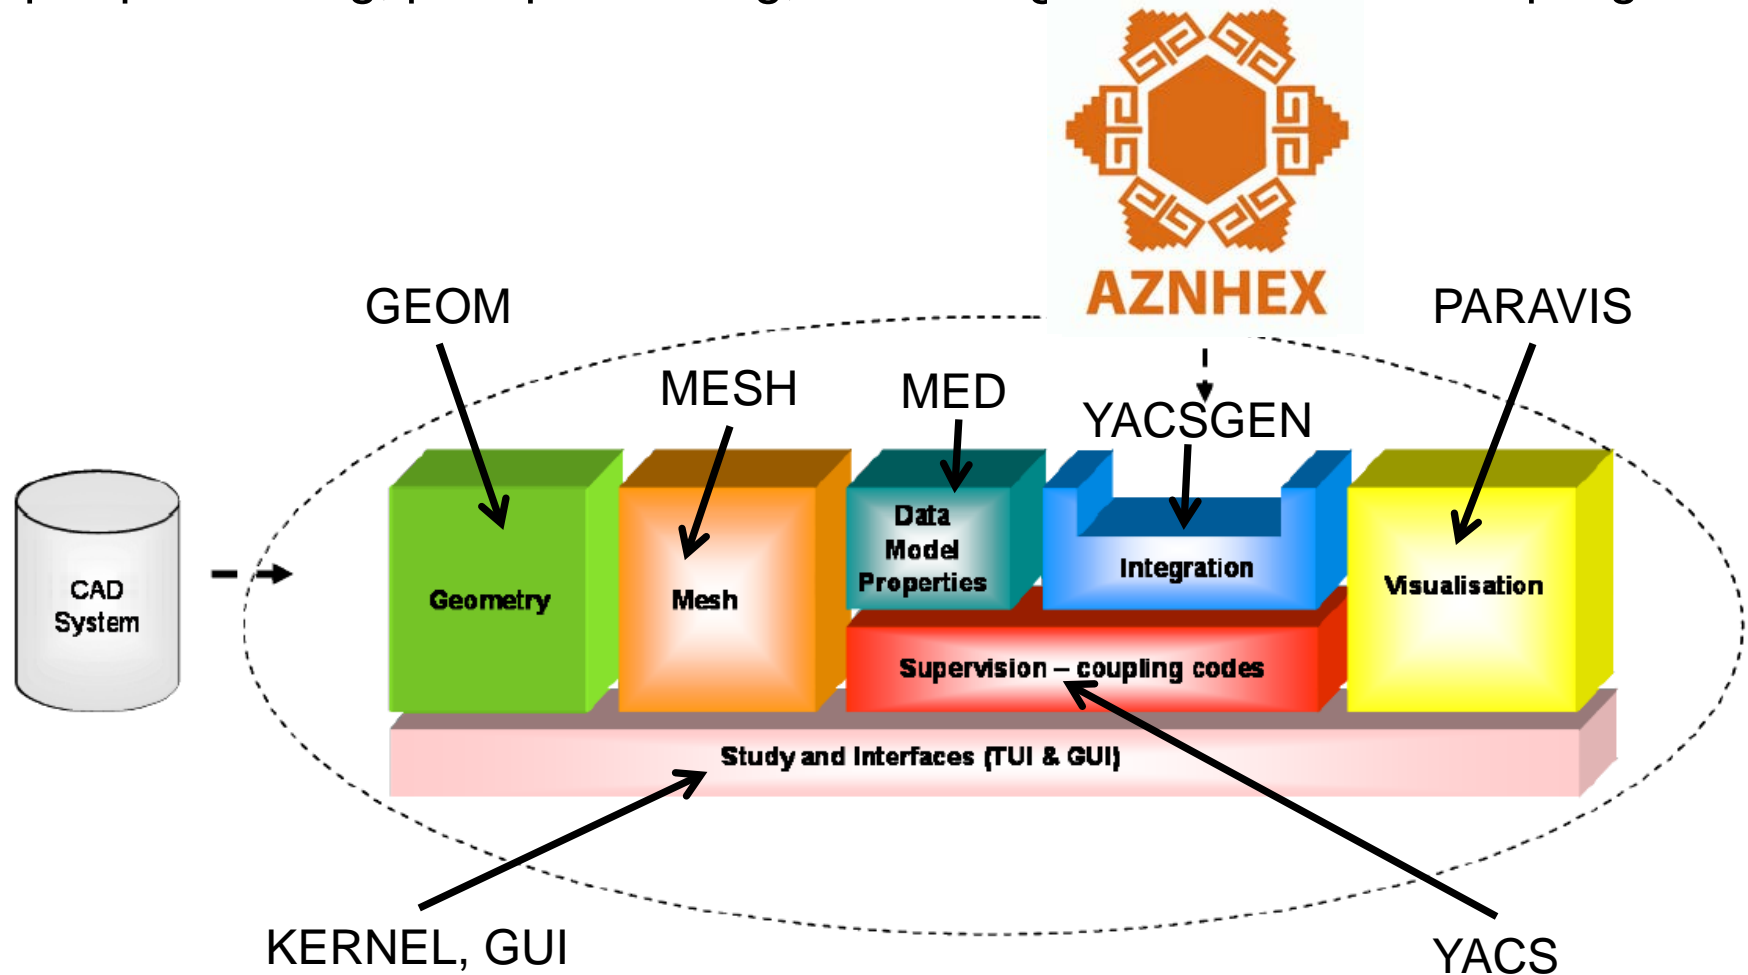 AZNHEX
GEOM
PARAVIS
MESH
MED
YACSGEN
CAD
System
Geometry
Mesh
Data
Model
Properties
Integration
Visualisation
Supervision – coupling codes
Study and Interfaces (TUI & GUI)
KERNEL, GUI
YACS